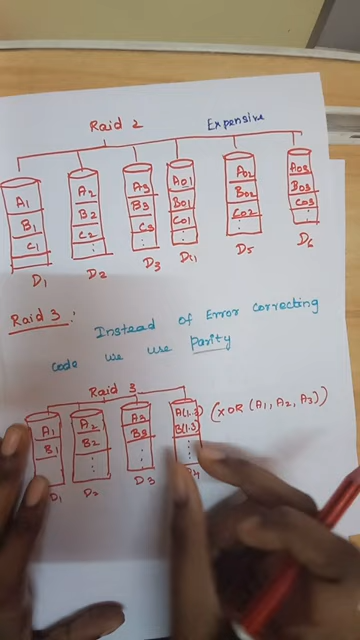 Raid 2 Expensive
A1 A2 A3 A01 A02 A03
B1 B2 B3 B01 B02 B03
C1 C2 C3 C01 C02 C03
D1 D2 D3 D5 D6
Raid 3:
Instead of Error correcting
code we use Parity
Raid 3
A1 A2 A3 A(1..3) (XOR (A1, A2, A3))
B1 B2 B3 B(1..3)
D1 D2 D3